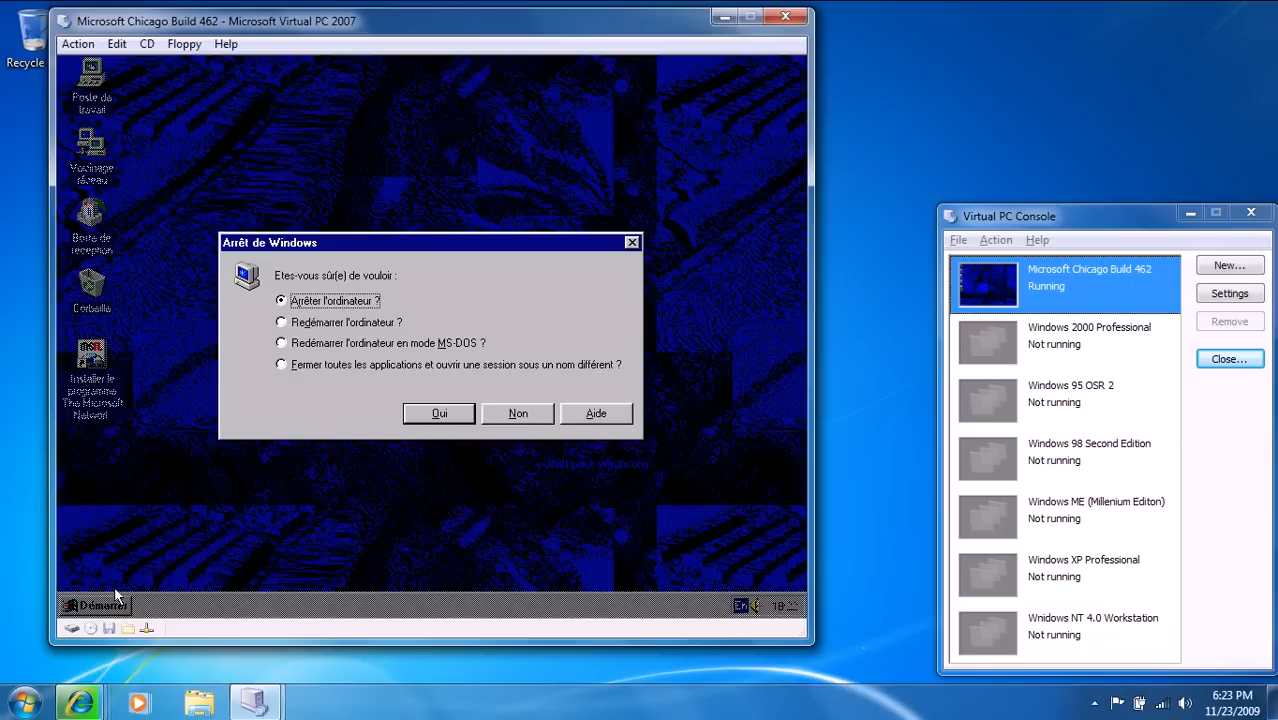 Microsoft Chicago Build 462 - Microsoft Virtual PC 2007
Recycle
Action Edit CD Floppy Help
Poste de
travail
Voisinage
réseau
Boîte de
réception
Corbeille
Installer le
programme
The Microsoft
Network
Arrêt de Windows
Etes-vous sûr(e) de vouloir :
Arrêter l'ordinateur ?
Redémarrer l'ordinateur ?
Redémarrer l'ordinateur en mode MS-DOS ?
Fermer toutes les applications et ouvrir une session sous un nom différent ?
Oui Non Aide
Démarrer
En
Virtual PC Console
File Action Help
Microsoft Chicago Build 462
Running
Windows 2000 Professional
Not running
Windows 95 OSR 2
Not running
Windows 98 Second Edition
Not running
Windows ME (Millenium Editon)
Not running
Windows XP Professional
Not running
Wnidows NT 4.0 Workstation
Not running
New...
Settings
Remove
Close...
6:23 PM
11/23/2009